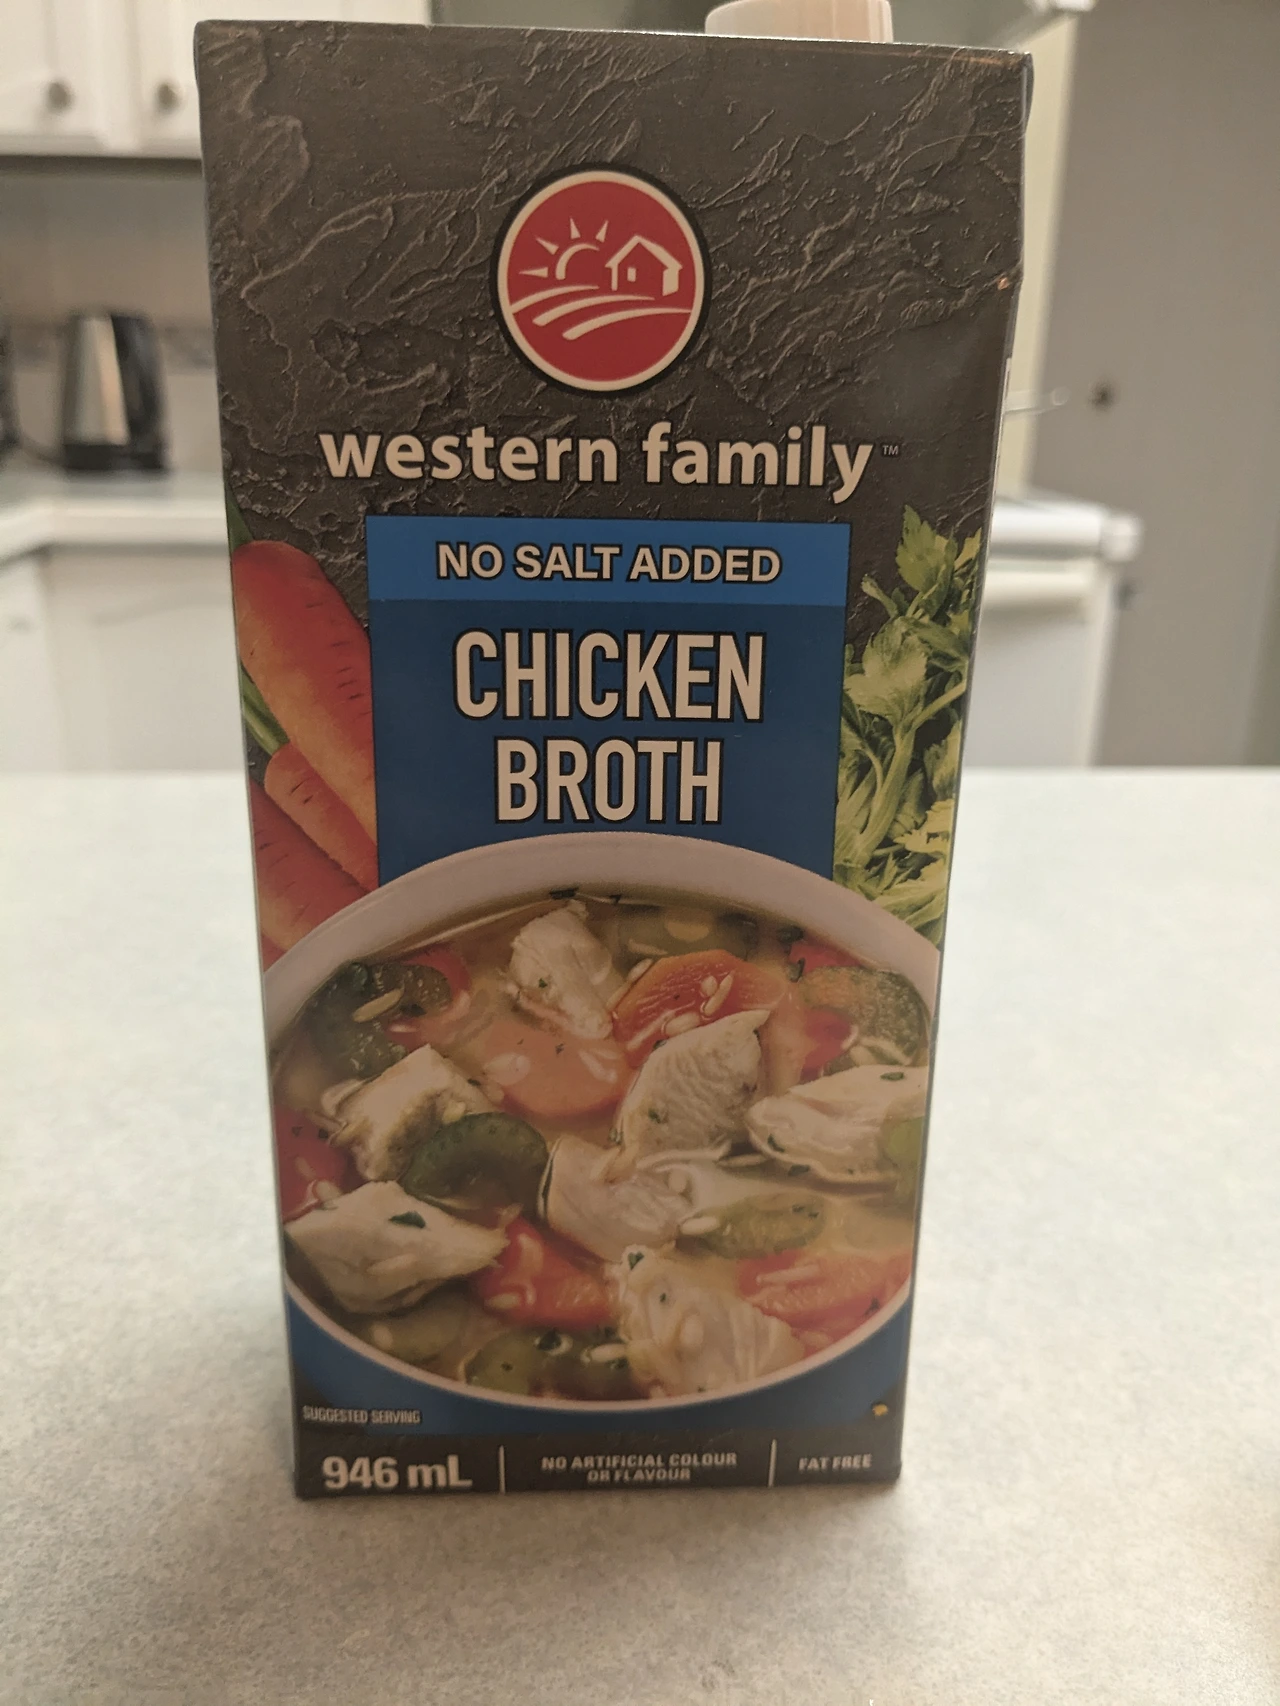 western family™
NO SALT ADDED
CHICKEN
BROTH
SUGGESTED SERVING
946 mL
NO ARTIFICIAL COLOUR
OR FLAVOUR
FAT FREE